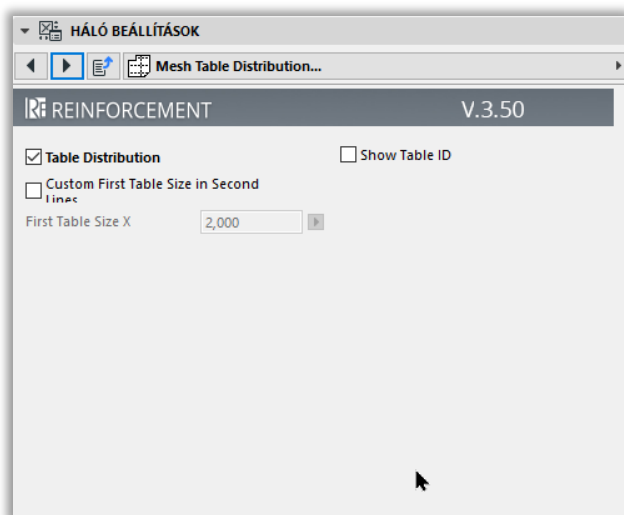 HÁLÓ BEÁLLÍTÁSOK
Mesh Table Distribution...
REINFORCEMENT V.3.50
Table Distribution
Show Table ID
Custom First Table Size in Second
Lines
First Table Size X 2,000